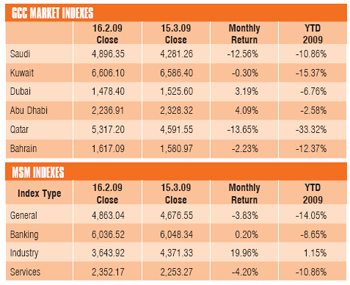 GCC MARKET INDEXES
16.2.09 15.3.09 Monthly YTD
Close Close Return 2009
Saudi 4,896.35 4,281.26 -12.56% -10.86%
Kuwait 6,606.10 6,586.40 -0.30% -15.37%
Dubai 1,478.40 1,525.60 3.19% -6.76%
Abu Dhabi 2,236.91 2,328.32 4.09% -2.58%
Qatar 5,317.20 4,591.55 -13.65% -33.32%
Bahrain 1,617.09 1,580.97 -2.23% -12.37%
MSM INDEXES
Index Type 16.2.09 15.3.09 Monthly YTD
Close Close Return 2009
General 4,863.04 4,676.55 -3.83% -14.05%
Banking 6,036.52 6,048.34 0.20% -8.65%
Industry 3,643.92 4,371.33 19.96% 1.15%
Services 2,352.17 2,253.27 -4.20% -10.86%